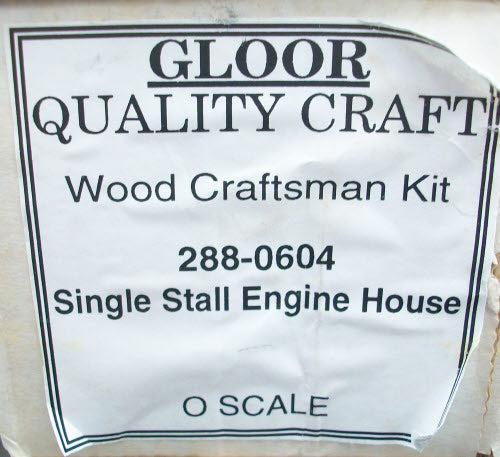 GLOOR
QUALITY CRAFT
Wood Craftsman Kit
288-0604
Single Stall Engine House
O SCALE